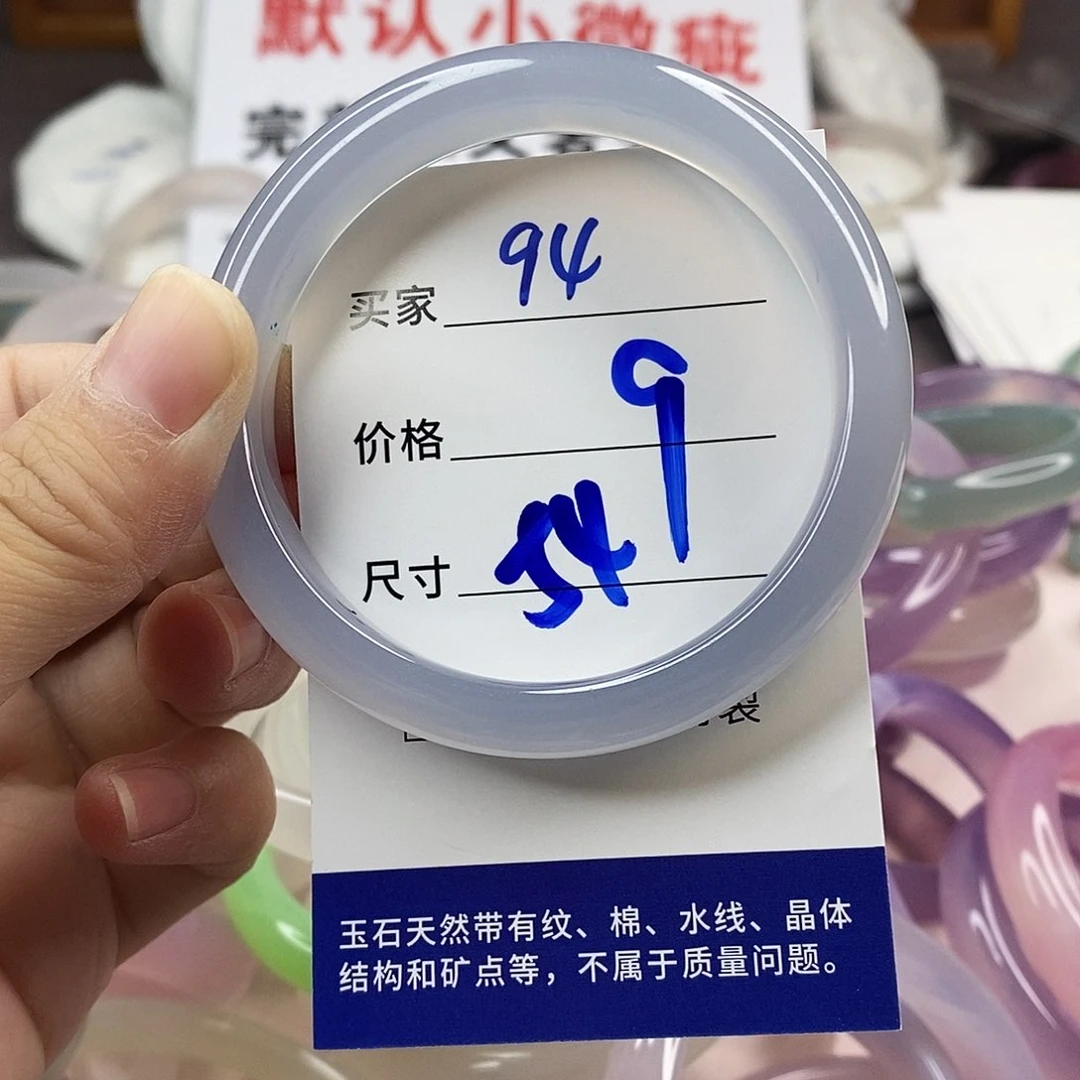 默认小微疵
买家 94
价格 9
尺寸 54
玉石天然带有纹、棉、水线、晶体
结构和矿点等，不属于质量问题。